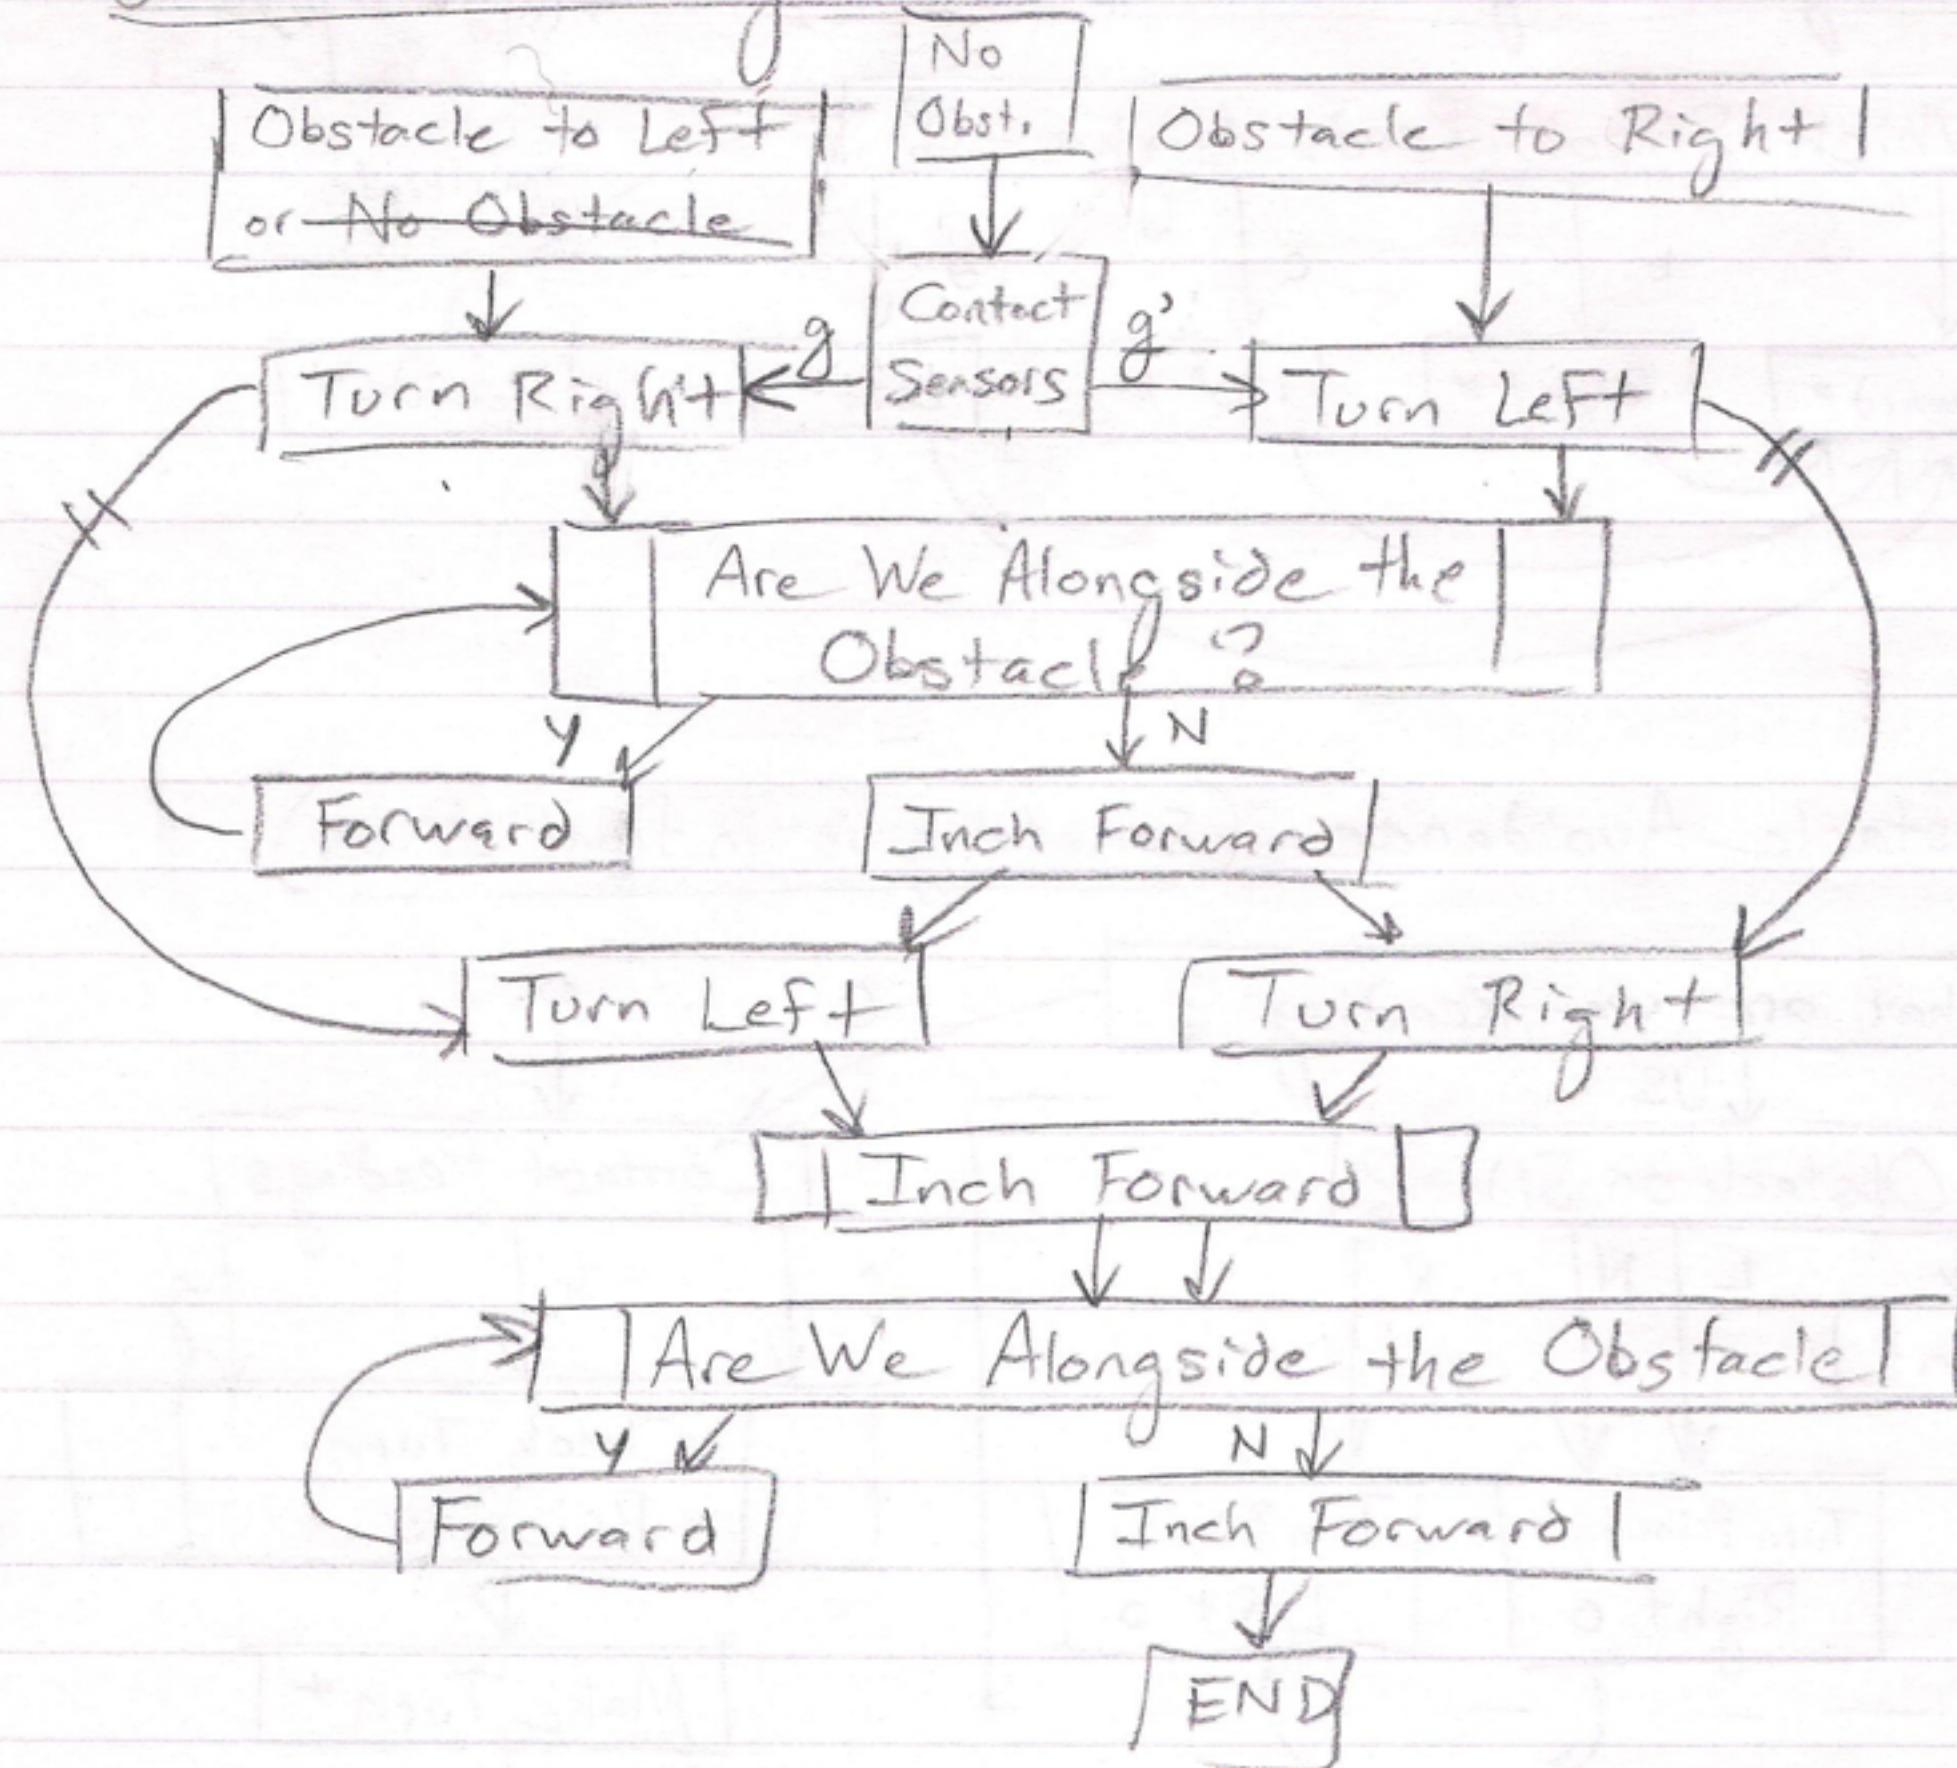 No
Obst.
Obstacle to Left
or No Obstacle
Obstacle to Right
Contact
Sensors
g
g'
Turn Right
Turn Left
Are We Alongside the
Obstacle ?
Y
N
Forward
Inch Forward
Turn Left
Turn Right
Inch Forward
Are We Alongside the Obstacle
Y
N
Forward
Inch Forward
END